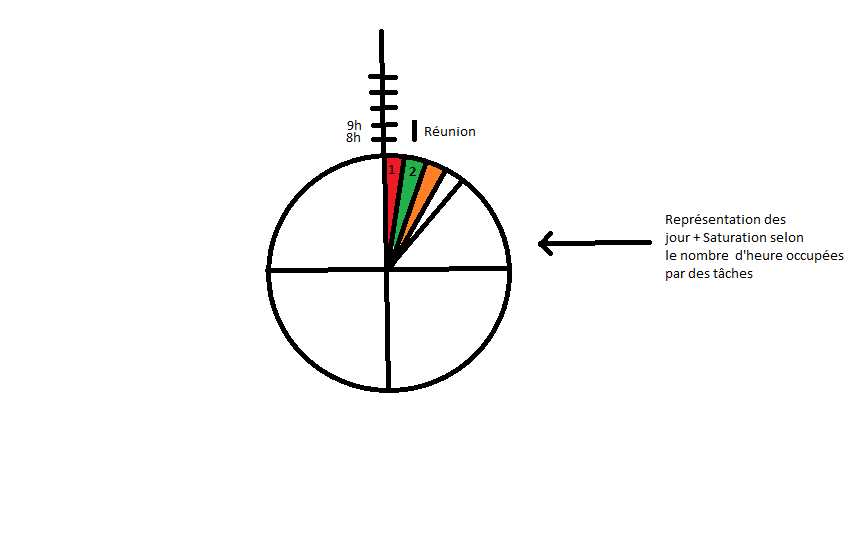 9h
8h
Réunion
1
2
Représentation des
jour + Saturation selon
le nombre d'heure occupées
par des tâches